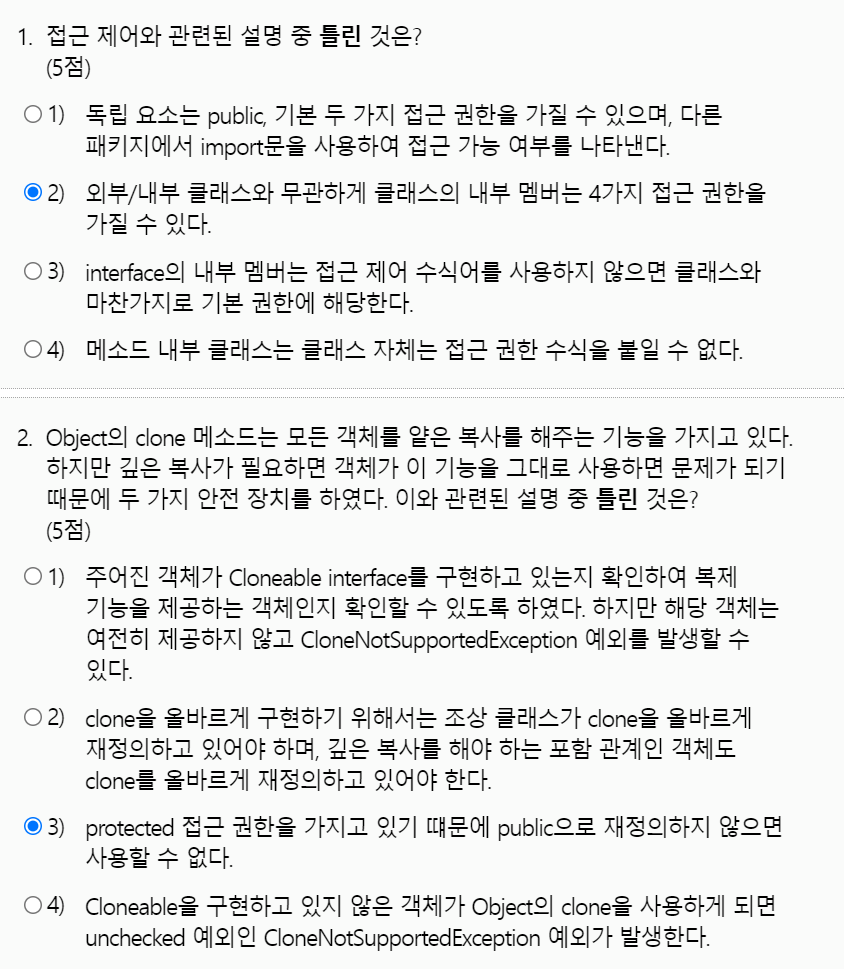 1. 접근 제어와 관련된 설명 중 틀린 것은?
(5점)
1) 독립 요소는 public, 기본 두 가지 접근 권한을 가질 수 있으며, 다른
패키지에서 import문을 사용하여 접근 가능 여부를 나타낸다.
2) 외부/내부 클래스와 무관하게 클래스의 내부 멤버는 4가지 접근 권한을
가질 수 있다.
3) interface의 내부 멤버는 접근 제어 수식어를 사용하지 않으면 클래스와
마찬가지로 기본 권한에 해당한다.
4) 메소드 내부 클래스는 클래스 자체는 접근 권한 수식을 붙일 수 없다.
2. Object의 clone 메소드는 모든 객체를 얕은 복사를 해주는 기능을 가지고 있다.
하지만 깊은 복사가 필요하면 객체가 이 기능을 그대로 사용하면 문제가 되기
때문에 두 가지 안전 장치를 하였다. 이와 관련된 설명 중 틀린 것은?
(5점)
1) 주어진 객체가 Cloneable interface를 구현하고 있는지 확인하여 복제
기능을 제공하는 객체인지 확인할 수 있도록 하였다. 하지만 해당 객체는
여전히 제공하지 않고 CloneNotSupportedException 예외를 발생할 수
있다.
2) clone을 올바르게 구현하기 위해서는 조상 클래스가 clone을 올바르게
재정의하고 있어야 하며, 깊은 복사를 해야 하는 포함 관계인 객체도
clone를 올바르게 재정의하고 있어야 한다.
3) protected 접근 권한을 가지고 있기 떄문에 public으로 재정의하지 않으면
사용할 수 없다.
4) Cloneable을 구현하고 있지 않은 객체가 Object의 clone을 사용하게 되면
unchecked 예외인 CloneNotSupportedException 예외가 발생한다.